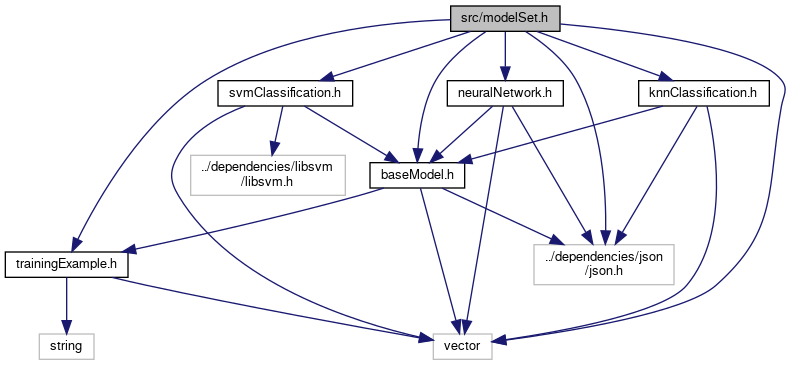 src/modelSet.h
svmClassification.h
neuralNetwork.h
knnClassification.h
../dependencies/libsvm
/libsvm.h
baseModel.h
trainingExample.h
../dependencies/json
/json.h
string
vector